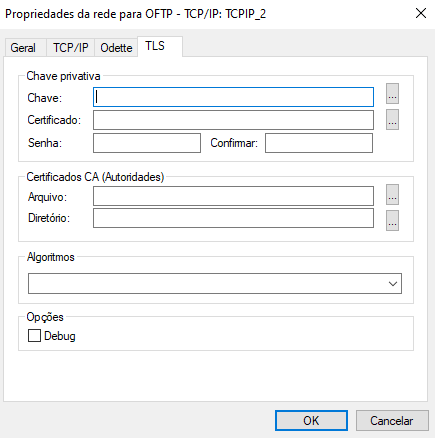 Propriedades da rede para OFTP - TCP/IP: TCPIP_2
Geral TCP/IP Odette TLS
Chave privativa
Chave: ...
Certificado: ...
Senha: Confirmar:
Certificados CA (Autoridades)
Arquivo: ...
Diretório: ...
Algoritmos
Opções
Debug
OK Cancelar